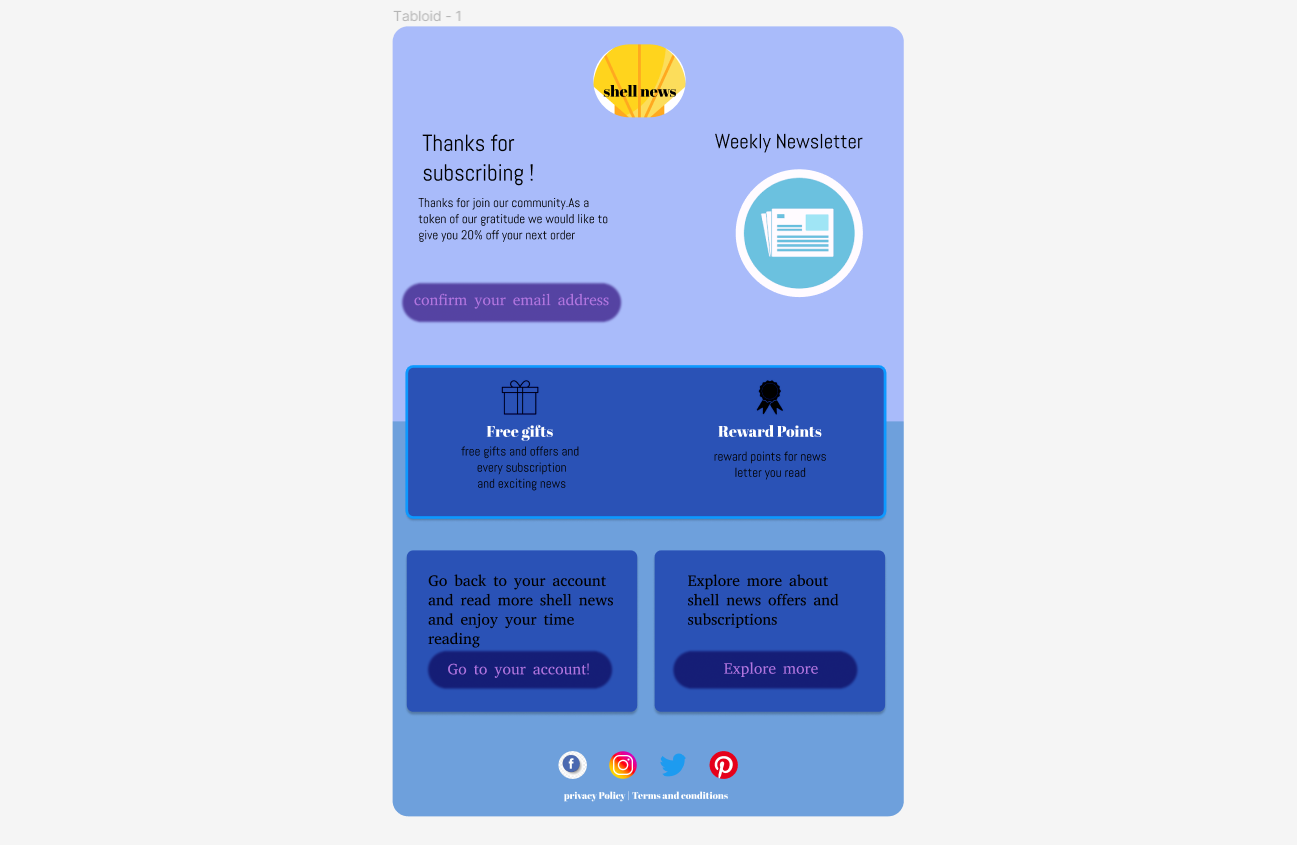 Tabloid - 1
shell news
Thanks for
subscribing !
Thanks for join our community.As a
token of our gratitude we would like to
give you 20% off your next order
confirm your email address
Weekly Newsletter
Free gifts
free gifts and offers and
every subscription
and exciting news
Reward Points
reward points for news
letter you read
Go back to your account
and read more shell news
and enjoy your time
reading
Go to your account!
Explore more about
shell news offers and
subscriptions
Explore more
privacy Policy | Terms and conditions